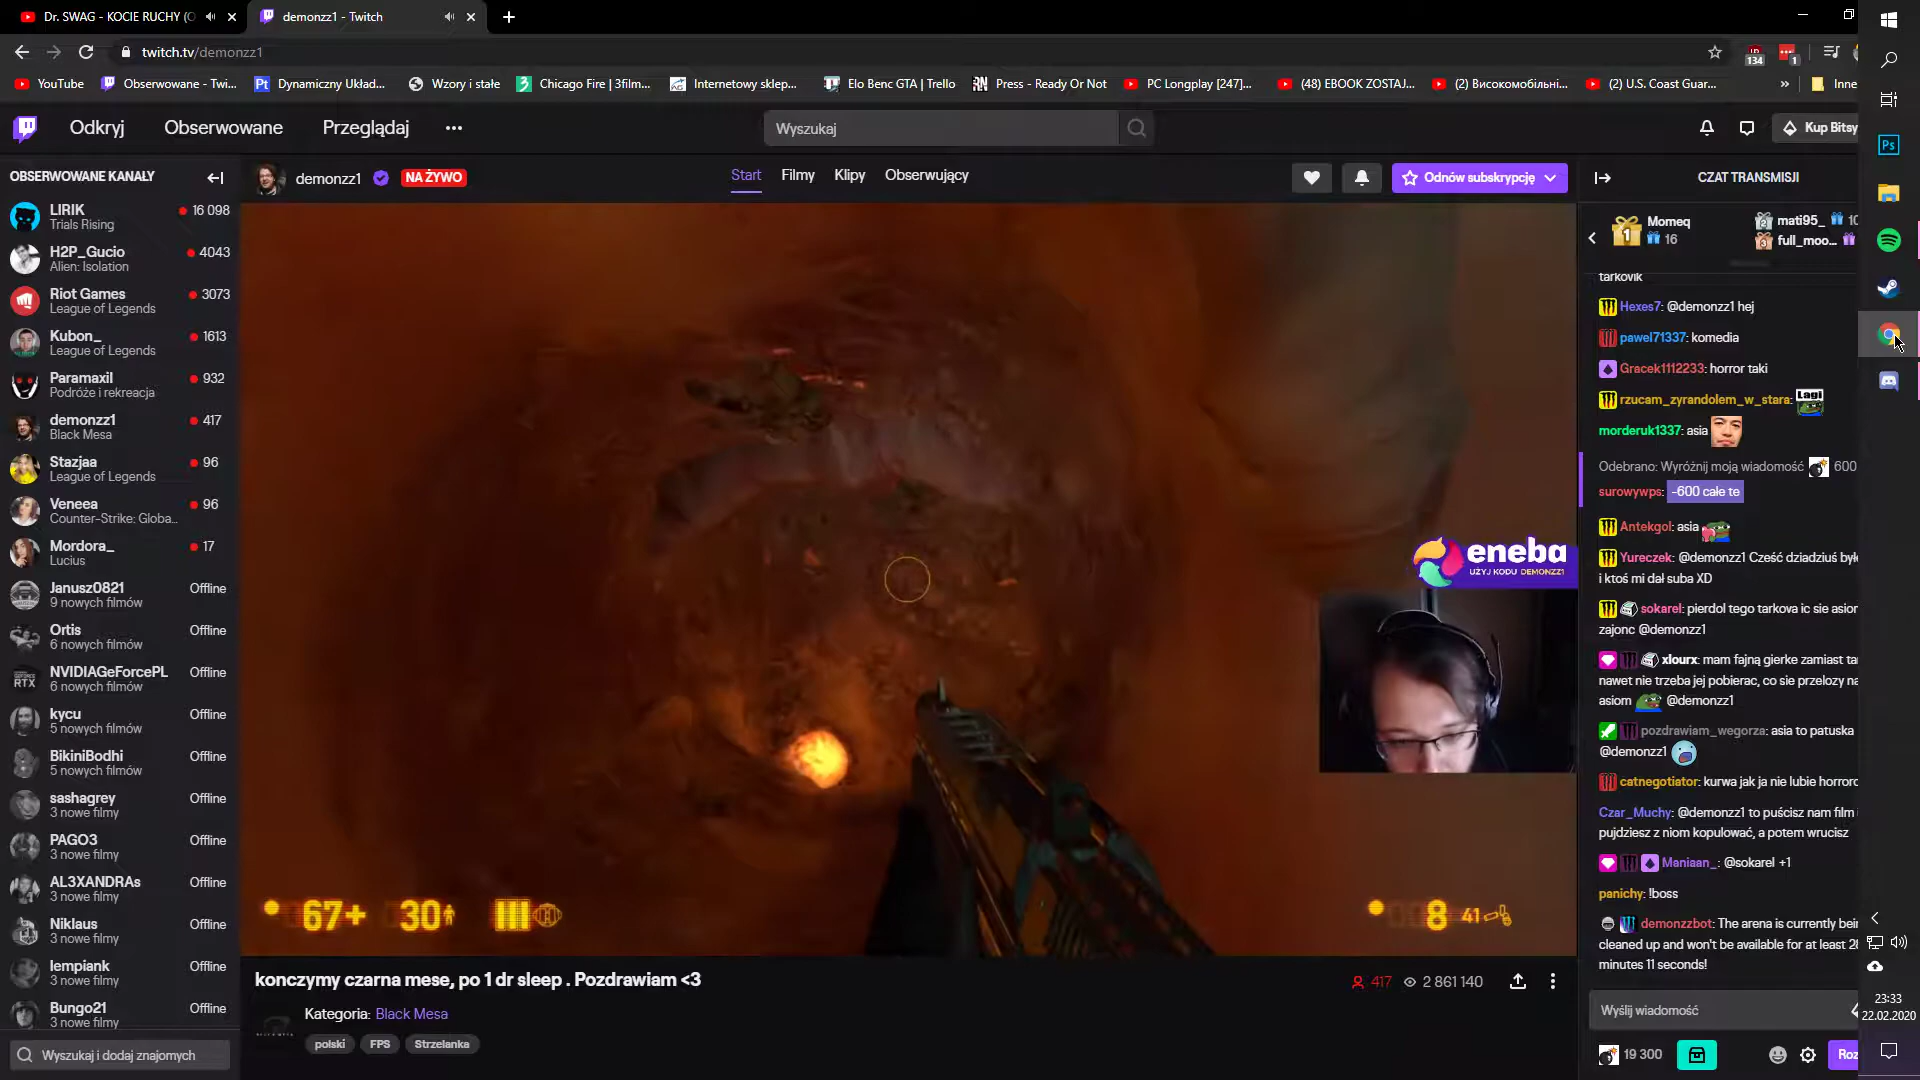 Dr. SWAG - KOCIE RUCHY (O
demonzz1 - Twitch
twitch.tv/demonzz1
134
1
YouTube
Obserwowane - Twi...
Dynamiczny Układ...
Wzory i stałe
Chicago Fire | 3film...
Internetowy sklep...
Elo Benc GTA | Trello
Press - Ready Or Not
PC Longplay [247]...
(48) EBOOK ZOSTAJ...
(2) Високомобільні...
(2) U.S. Coast Guar...
»
Inne
Odkryj
Obserwowane
Przeglądaj
Wyszukaj
Kup Bitsy
OBSERWOWANE KANAŁY
demonzz1
NA ŻYWO
Start
Filmy
Klipy
Obserwujący
Odnów subskrypcję
CZAT TRANSMISJI
LIRIK
16 098
Trials Rising
H2P_Gucio
4043
Alien: Isolation
Riot Games
3073
League of Legends
Kubon_
1613
League of Legends
Paramaxil
932
Podróże i rekreacja
demonzz1
417
Black Mesa
Stazjaa
96
League of Legends
Veneea
96
Counter-Strike: Globa...
Mordora_
17
Lucius
Janusz0821
Offline
9 nowych filmów
Ortis
Offline
6 nowych filmów
NVIDIAGeForcePL
Offline
6 nowych filmów
kycu
Offline
5 nowych filmów
BikiniBodhi
Offline
5 nowych filmów
sashagrey
Offline
3 nowe filmy
PAGO3
Offline
3 nowe filmy
AL3XANDRAs
Offline
3 nowe filmy
Niklaus
Offline
3 nowe filmy
lempiank
Offline
3 nowe filmy
Bungo21
Offline
3 nowe filmy
Wyszukaj i dodaj znajomych
eneba
UŻYJ KODU DEMONZZ1
67+
30
8
41
konczymy czarna mese, po 1 dr sleep . Pozdrawiam <3
417
2 861 140
Kategoria: Black Mesa
polski
FPS
Strzelanka
1
Momeq
16
mati95_
10
full_moo...
tarkovik
Hexes7: @demonzz1 hej
pawel71337: komedia
Gracek1112233: horror taki
rzucam_zyrandolem_w_stara: Lagi
morderuk1337: asia
Odebrano: Wyróżnij moją wiadomość 600
surowywps: -600 całe te
Antekgol: asia
Yureczek: @demonzz1 Cześć dziadziuś byłe
i ktoś mi dał suba XD
sokarel: pierdol tego tarkova ic sie asior
zajonc @demonzz1
xlourx: mam fajną gierke zamiast tar
nawet nie trzeba jej pobierac, co sie przelozy na
asiom @demonzz1
pozdrawiam_wegorza: asia to patuska
@demonzz1
catnegotiator: kurwa jak ja nie lubie horrorc
Czar_Muchy: @demonzz1 to puścisz nam film i
pujdziesz z niom kopulować, a potem wrucisz
Maniaan_: @sokarel +1
panichy: !boss
demonzzbot: The arena is currently bein
cleaned up and won't be available for at least 28
minutes 11 seconds!
Wyślij wiadomość
19 300
Roz
Ps
23:33
22.02.2020